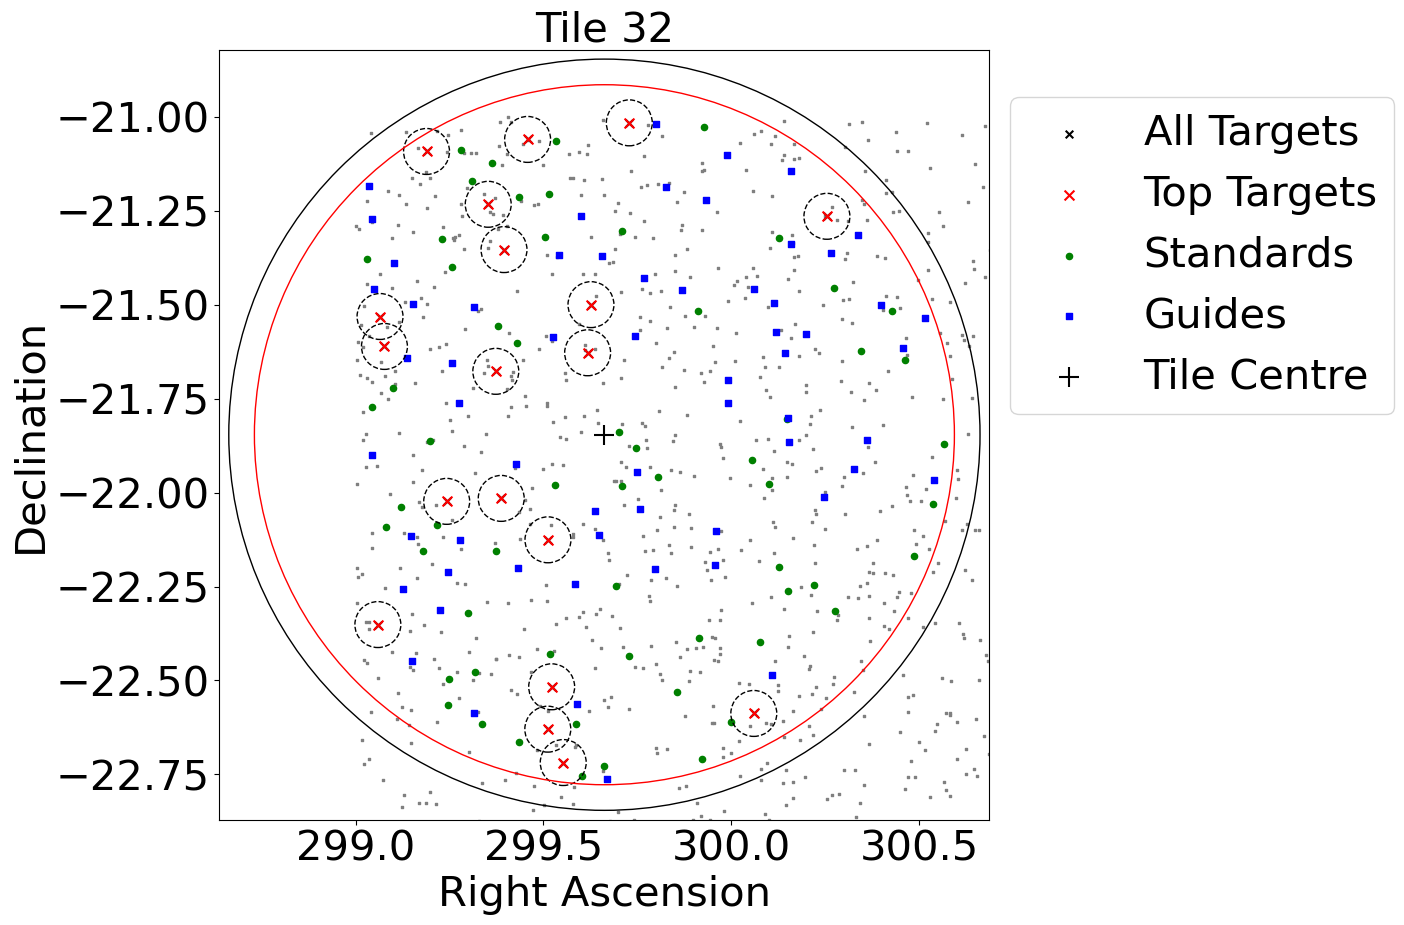 Tile 32
Declination
−21.00
−21.25
−21.50
−21.75
−22.00
−22.25
−22.50
−22.75
299.0
299.5
300.0
300.5
Right Ascension
All Targets
Top Targets
Standards
Guides
Tile Centre